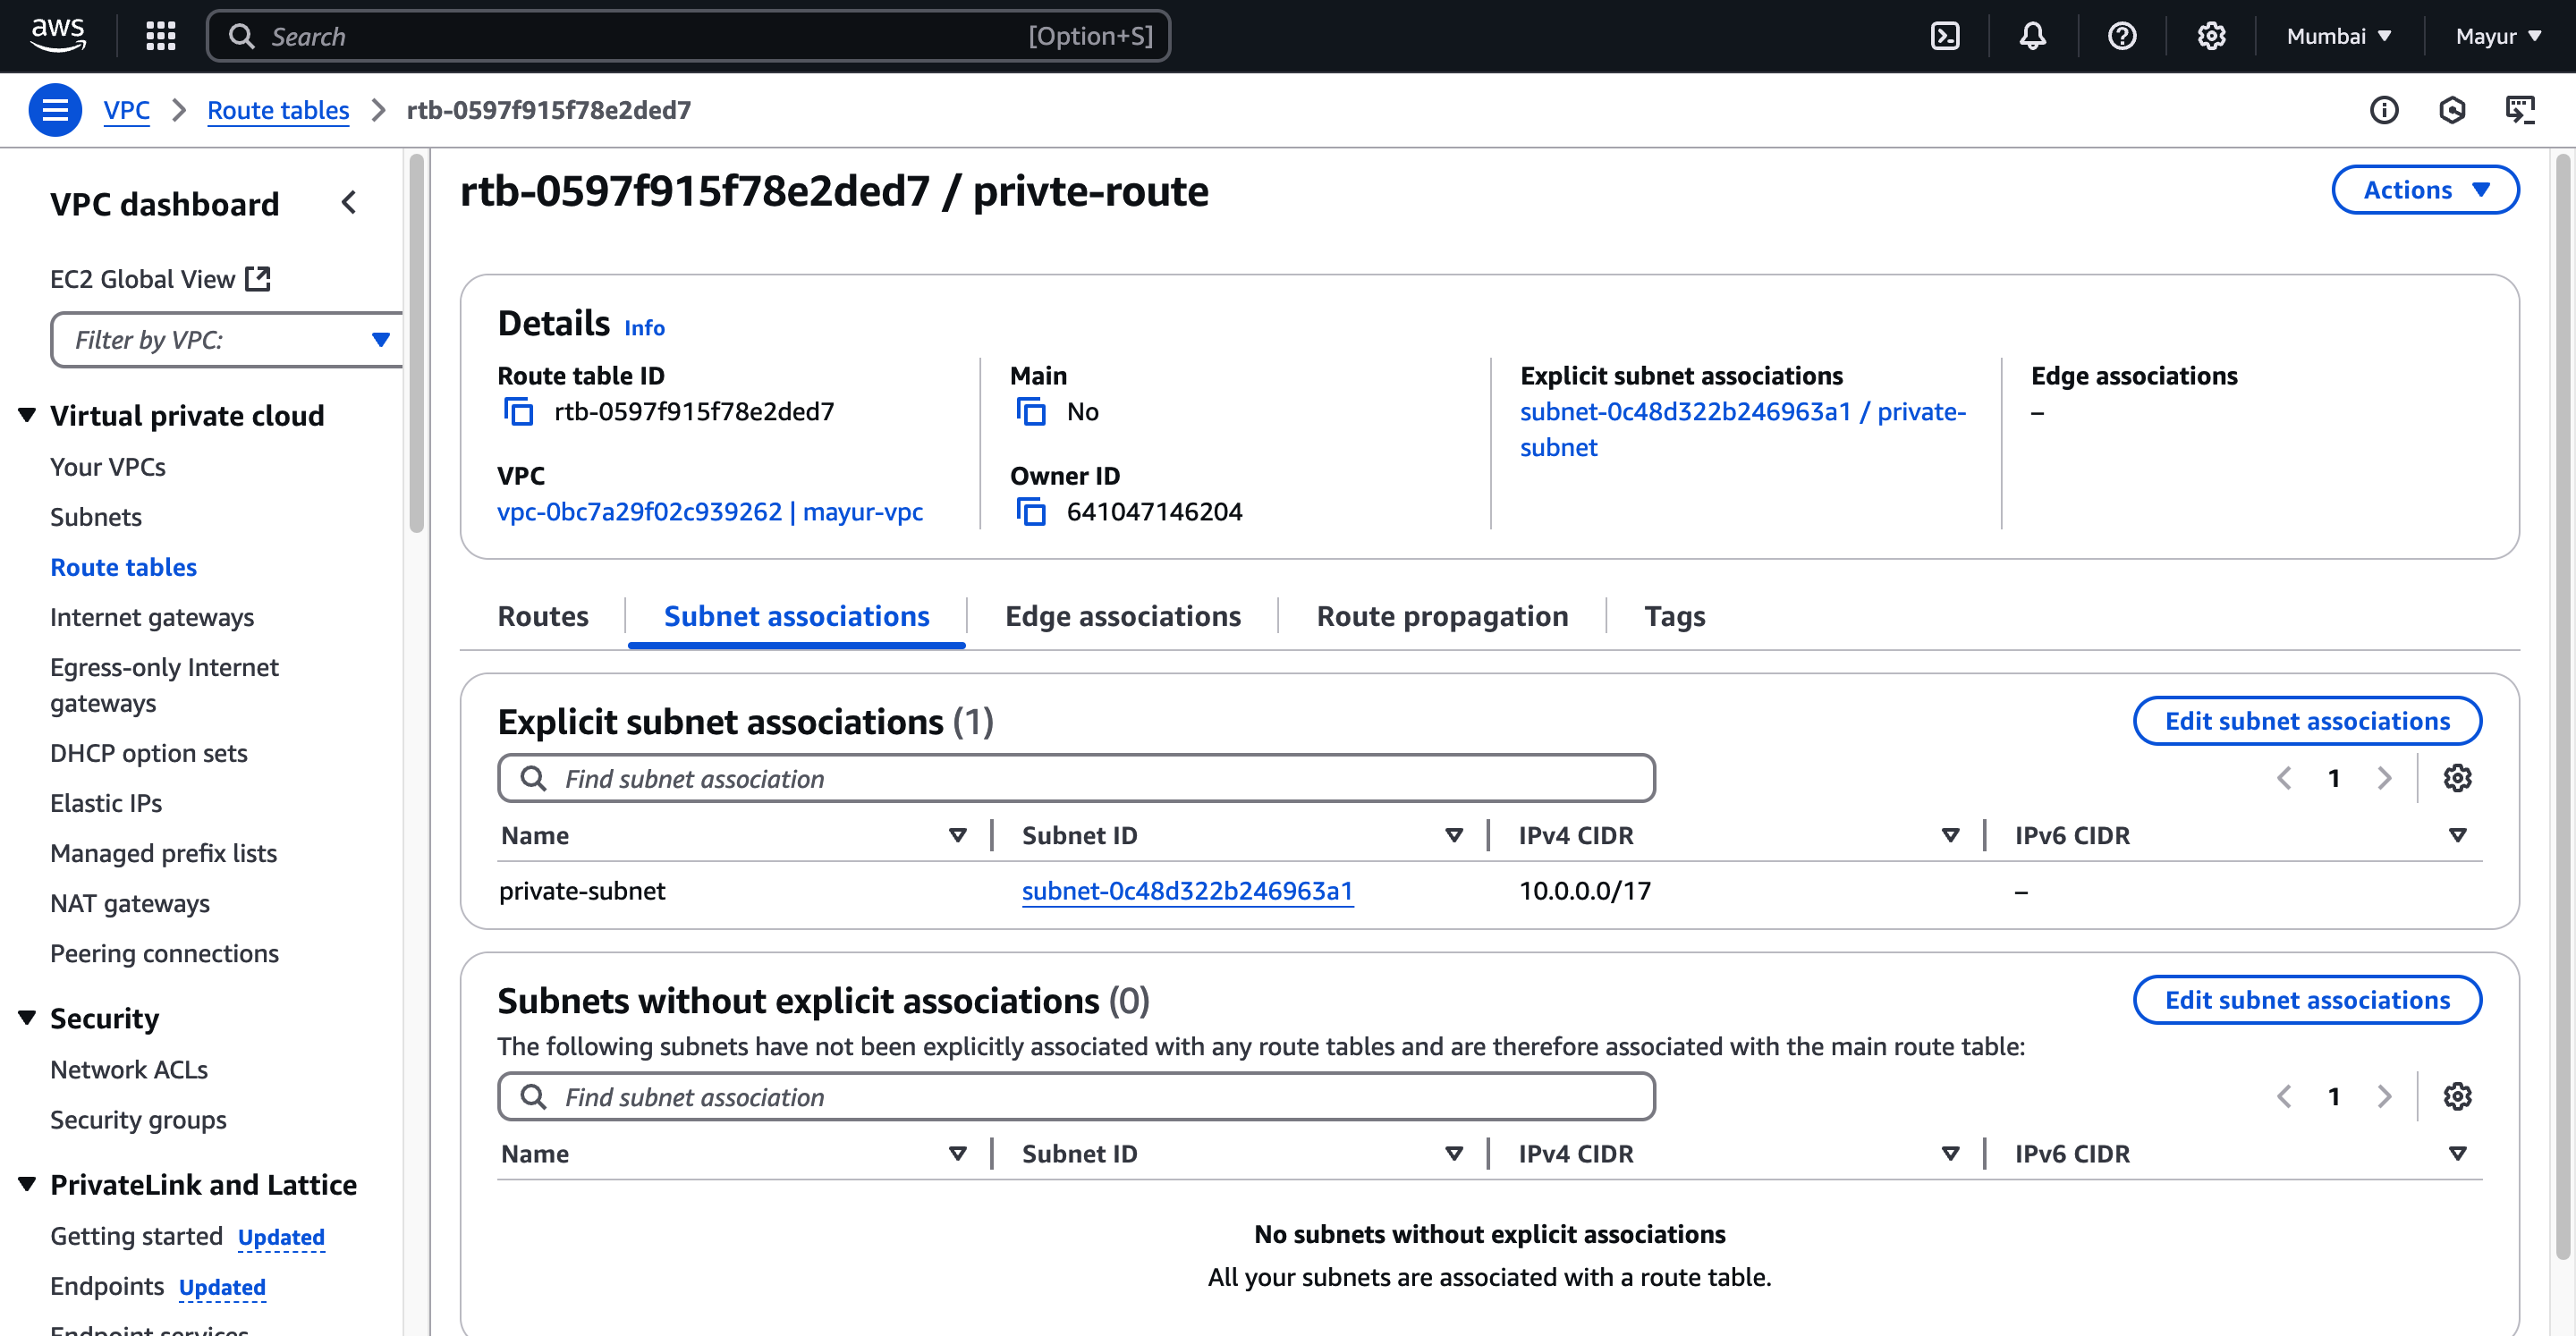 aws
Search [Option+S]
Mumbai
Mayur
VPC
Route tables
rtb-0597f915f78e2ded7
VPC dashboard
EC2 Global View
Filter by VPC:
Virtual private cloud
Your VPCs
Subnets
Route tables
Internet gateways
Egress-only Internet
gateways
DHCP option sets
Elastic IPs
Managed prefix lists
NAT gateways
Peering connections
Security
Network ACLs
Security groups
PrivateLink and Lattice
Getting started Updated
Endpoints Updated
Endpoint services
rtb-0597f915f78e2ded7 / privte-route
Actions
Details Info
Route table ID
rtb-0597f915f78e2ded7
Main
No
Explicit subnet associations
subnet-0c48d322b246963a1 / private-
subnet
Edge associations
–
VPC
vpc-0bc7a29f02c939262 | mayur-vpc
Owner ID
641047146204
Routes
Subnet associations
Edge associations
Route propagation
Tags
Explicit subnet associations (1)
Edit subnet associations
Find subnet association
1
Name Subnet ID IPv4 CIDR IPv6 CIDR
private-subnet subnet-0c48d322b246963a1 10.0.0.0/17 –
Subnets without explicit associations (0)
Edit subnet associations
The following subnets have not been explicitly associated with any route tables and are therefore associated with the main route table:
Find subnet association
1
Name Subnet ID IPv4 CIDR IPv6 CIDR
No subnets without explicit associations
All your subnets are associated with a route table.